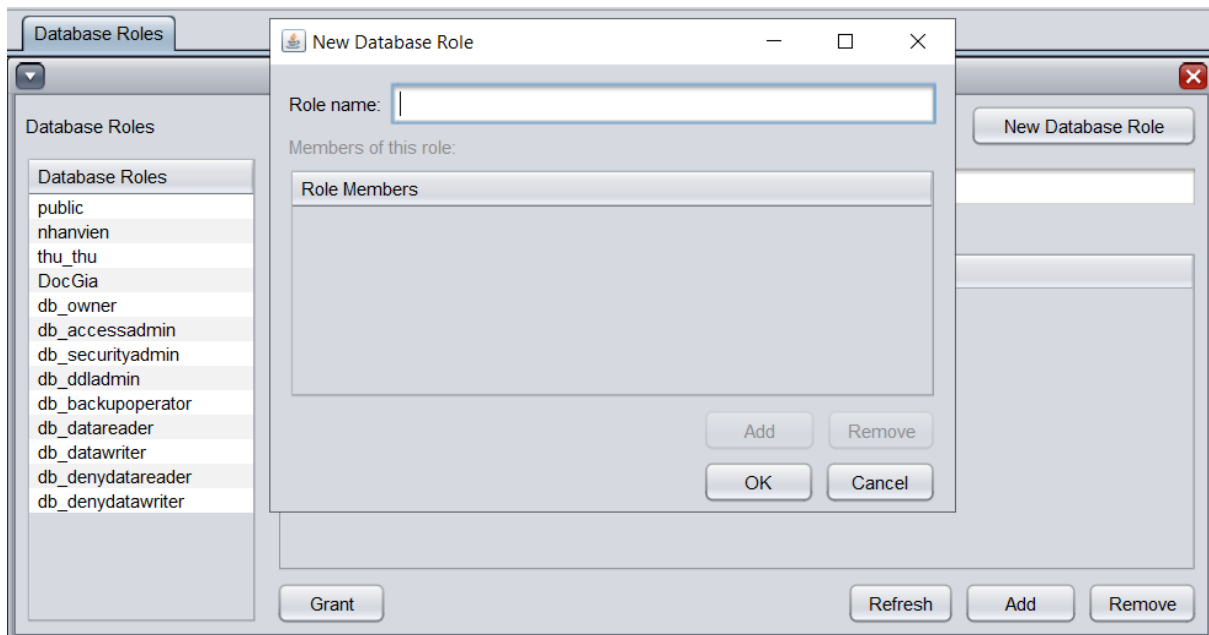 Database Roles
New Database Role
Role name:
Members of this role:
Role Members
Add
Remove
OK
Cancel
Database Roles
New Database Role
Database Roles
public
nhanvien
thu_thu
DocGia
db_owner
db_accessadmin
db_securityadmin
db_ddladmin
db_backupoperator
db_datareader
db_datawriter
db_denydatareader
db_denydatawriter
Grant
Refresh
Add
Remove